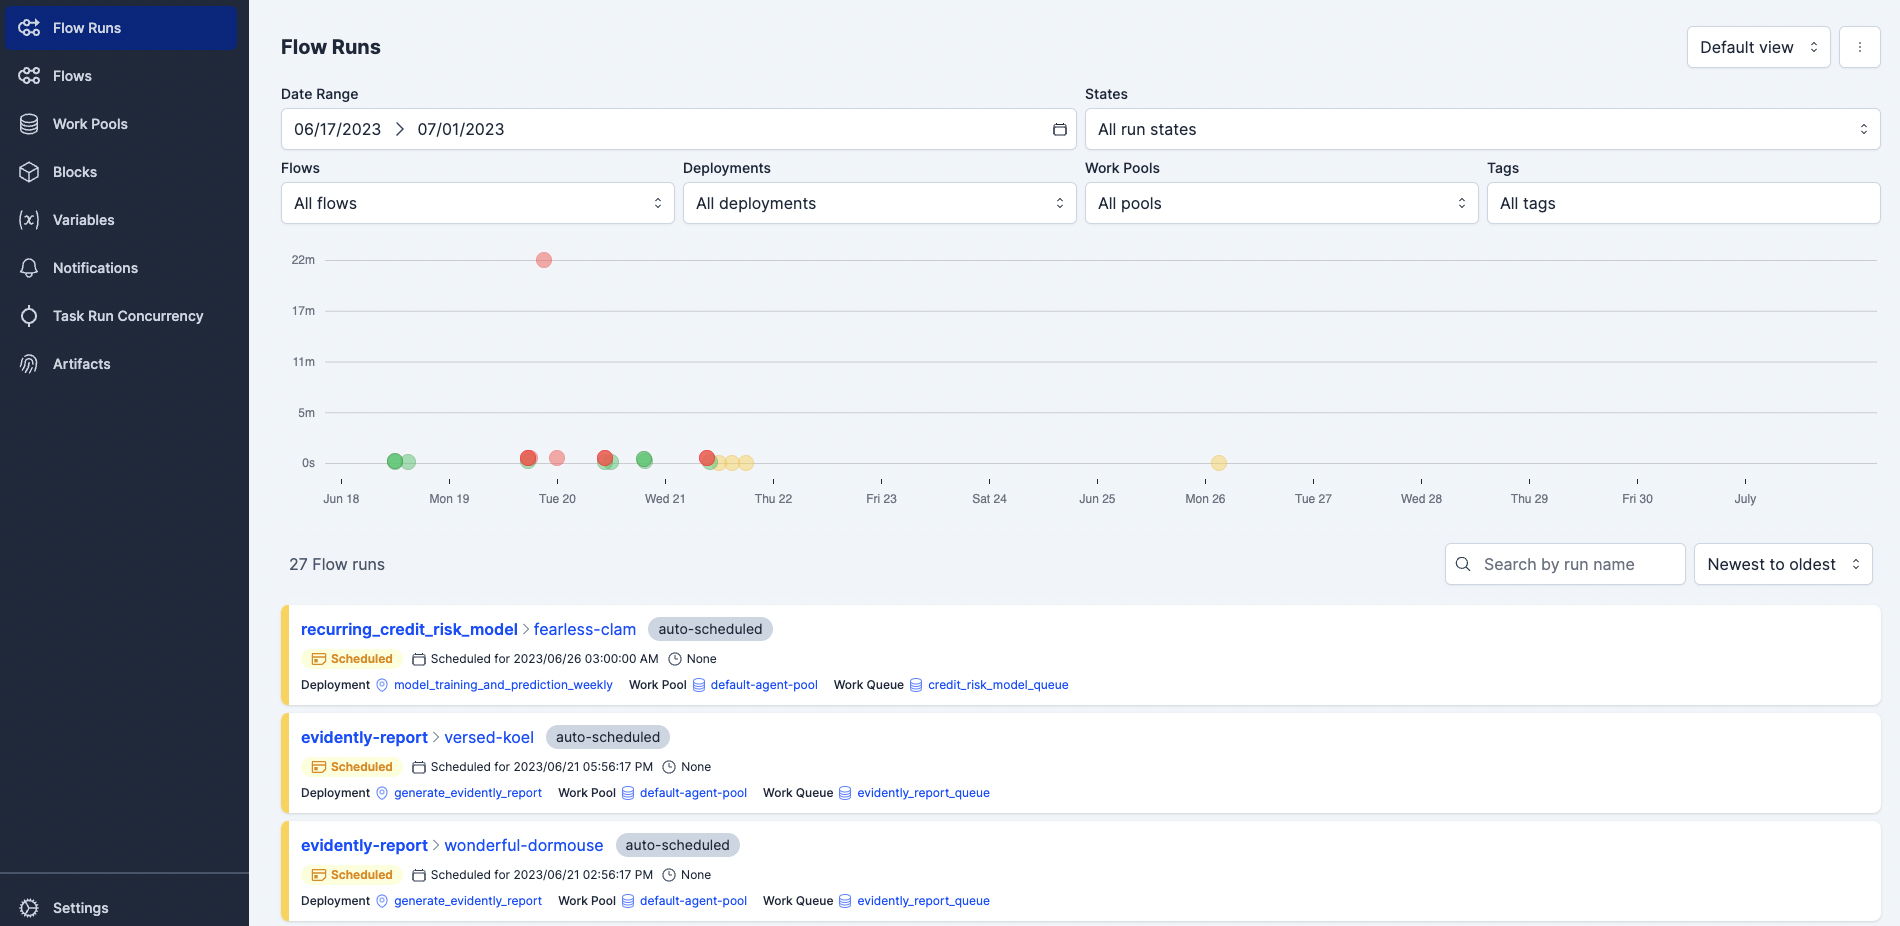 Flow Runs
Flows
Work Pools
Blocks
(x) Variables
Notifications
Task Run Concurrency
Artifacts
Settings
Flow Runs
Default view
Date Range
States
06/17/2023 > 07/01/2023
All run states
Flows
Deployments
Work Pools
Tags
All flows
All deployments
All pools
All tags
22m
17m
11m
5m
0s
Jun 18 Mon 19 Tue 20 Wed 21 Thu 22 Fri 23 Sat 24 Jun 25 Mon 26 Tue 27 Wed 28 Thu 29 Fri 30 July
27 Flow runs
Search by run name
Newest to oldest
recurring_credit_risk_model > fearless-clam auto-scheduled
Scheduled Scheduled for 2023/06/26 03:00:00 AM None
Deployment model_training_and_prediction_weekly Work Pool default-agent-pool Work Queue credit_risk_model_queue
evidently-report > versed-koel auto-scheduled
Scheduled Scheduled for 2023/06/21 05:56:17 PM None
Deployment generate_evidently_report Work Pool default-agent-pool Work Queue evidently_report_queue
evidently-report > wonderful-dormouse auto-scheduled
Scheduled Scheduled for 2023/06/21 02:56:17 PM None
Deployment generate_evidently_report Work Pool default-agent-pool Work Queue evidently_report_queue